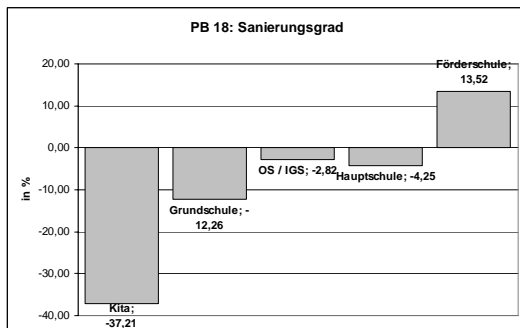 PB 18: Sanierungsgrad
20,00
10,00
0,00
-10,00
-20,00
-30,00
-40,00
in %
Kita;
-37,21
Grundschule; -
12,26
OS / IGS; -2,82
Hauptschule; -4,25
Förderschule;
13,52